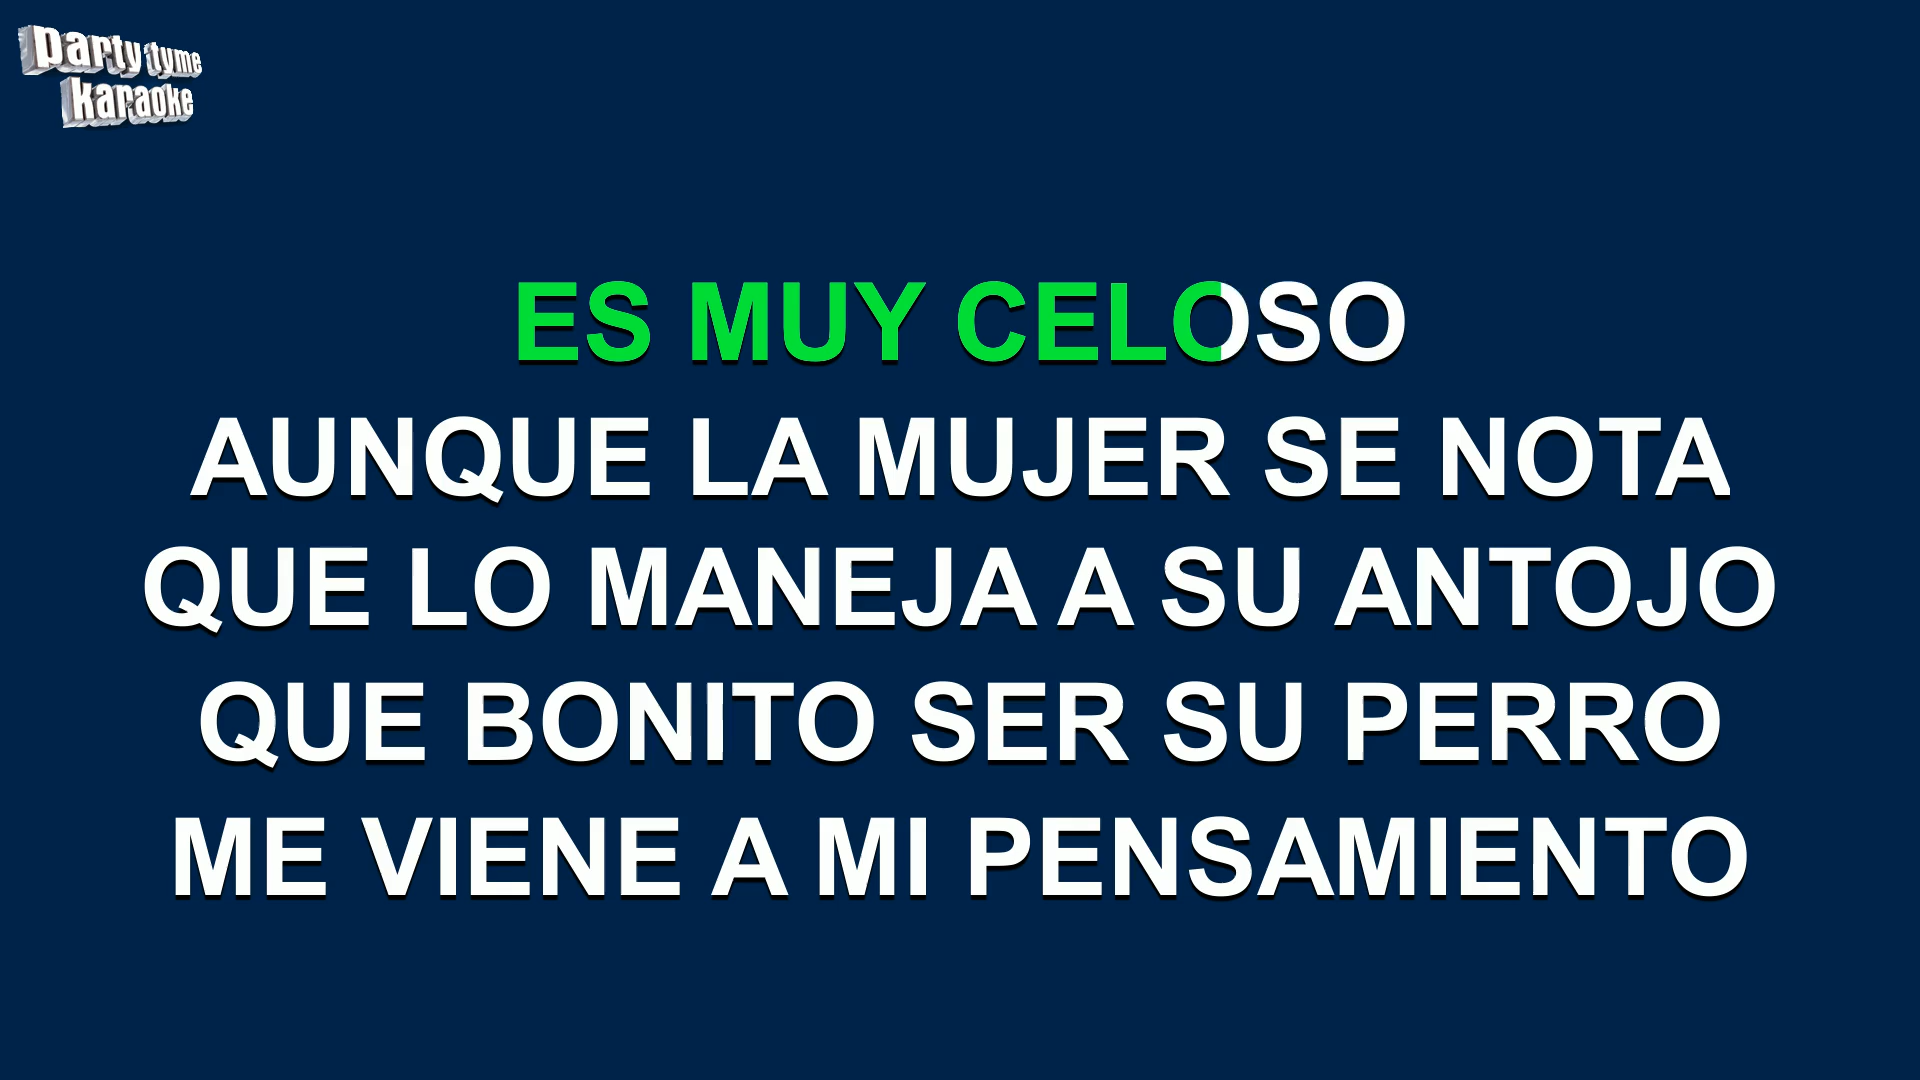 party tyme
karaoke
ES MUY CELOSO
AUNQUE LA MUJER SE NOTA
QUE LO MANEJA A SU ANTOJO
QUE BONITO SER SU PERRO
ME VIENE A MI PENSAMIENTO